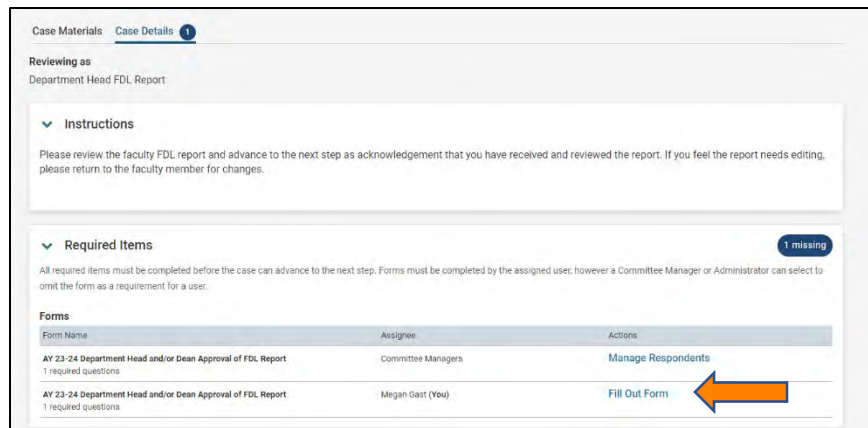 Case Materials Case Details 1
Reviewing as
Department Head FDL Report
Instructions
Please review the faculty FDL report and advance to the next step as acknowledgement that you have received and reviewed the report. If you feel the report needs editing,
please return to the faculty member for changes.
Required Items 1 missing
All required items must be completed before the case can advance to the next step. Forms must be completed by the assigned user, however a Committee Manager or Administrator can select to
omit the form as a requirement for a user.
Forms
Form Name Assignee Actions
AY 23-24 Department Head and/or Dean Approval of FDL Report Committee Managers Manage Respondents
1 required questions
AY 23-24 Department Head and/or Dean Approval of FDL Report Megan Gast (You) Fill Out Form
1 required questions